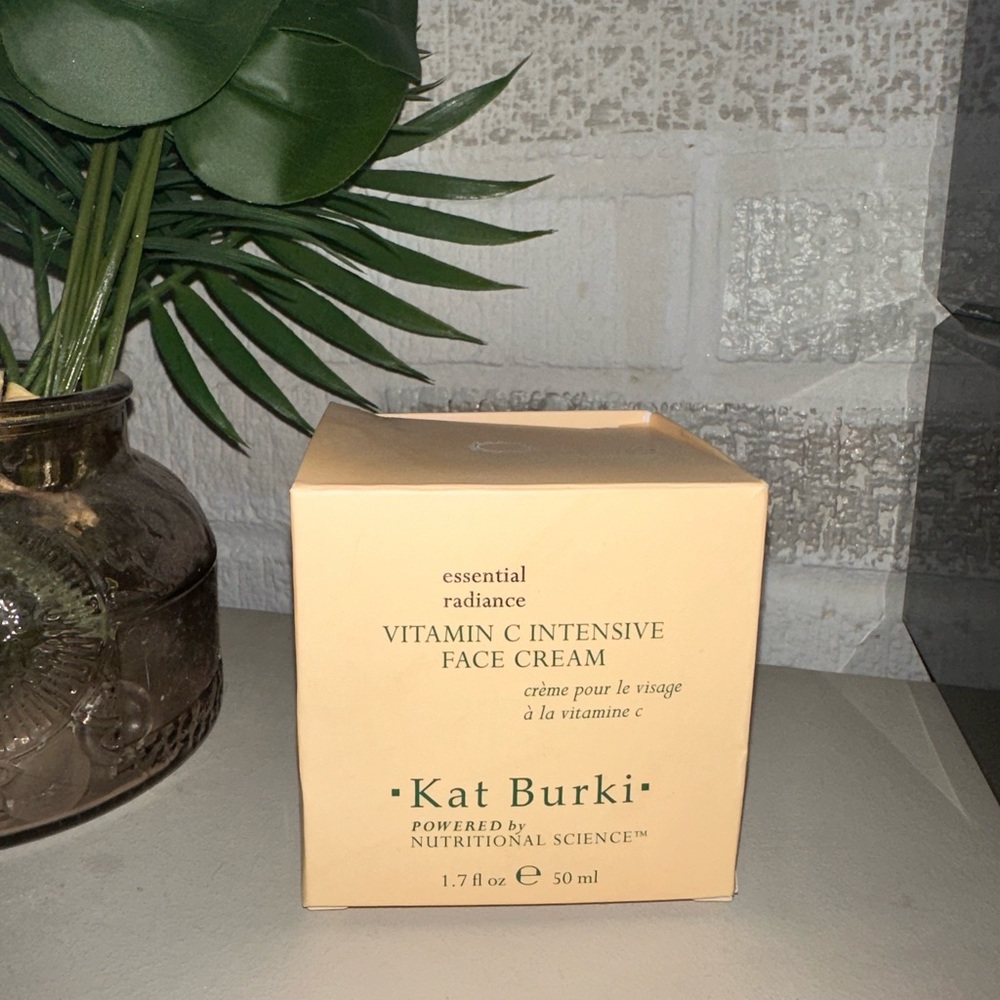 essential
radiance
VITAMIN C INTENSIVE
FACE CREAM
crème pour le visage
à la vitamine c
·Kat Burki·
POWERED by
NUTRITIONAL SCIENCE™
1.7 fl oz ℮ 50 ml